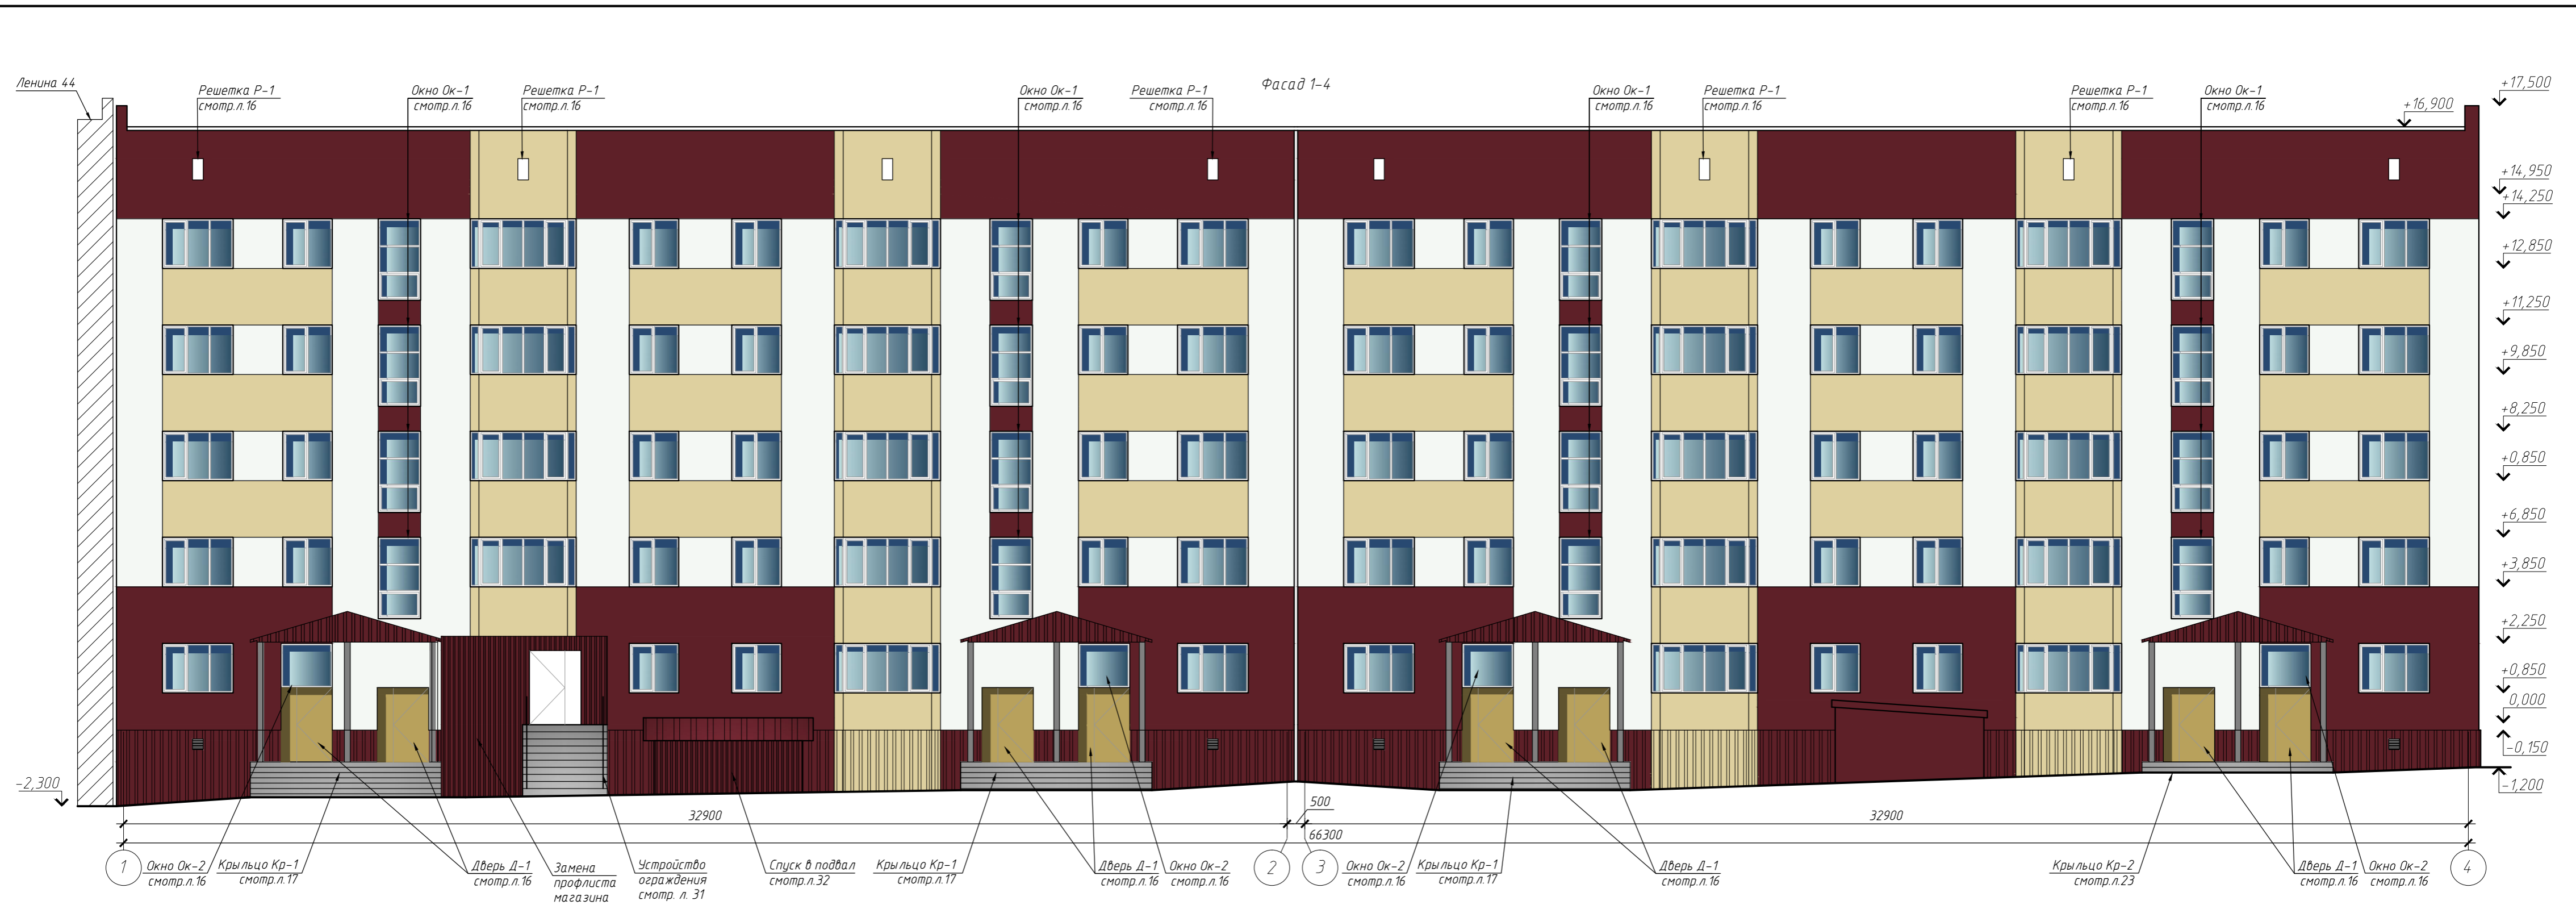 Фасад 1-4
Ленина 44
Решетка Р-1
смотр.л.16
Окно Ок-1
смотр.л.16
Решетка Р-1
смотр.л.16
Окно Ок-1
смотр.л.16
Решетка Р-1
смотр.л.16
Окно Ок-1
смотр.л.16
Решетка Р-1
смотр.л.16
Решетка Р-1
смотр.л.16
Окно Ок-1
смотр.л.16
+17,500
+16,900
+14,950
+14,250
+12,850
+11,250
+9,850
+8,250
+0,850
+6,850
+3,850
+2,250
+0,850
0,000
-0,150
-1,200
-2,300
32900
500
32900
66300
1
Окно Ок-2
смотр.л.16
Крыльцо Кр-1
смотр.л.17
Дверь Д-1
смотр.л.16
Замена
профлиста
магазина
Устройство
ограждения
смотр. л. 31
Спуск в подвал
смотр.л.32
Крыльцо Кр-1
смотр.л.17
Дверь Д-1
смотр.л.16
Окно Ок-2
смотр.л.16
2
3
Окно Ок-2
смотр.л.16
Крыльцо Кр-1
смотр.л.17
Дверь Д-1
смотр.л.16
Крыльцо Кр-2
смотр.л.23
Дверь Д-1
смотр.л.16
Окно Ок-2
смотр.л.16
4